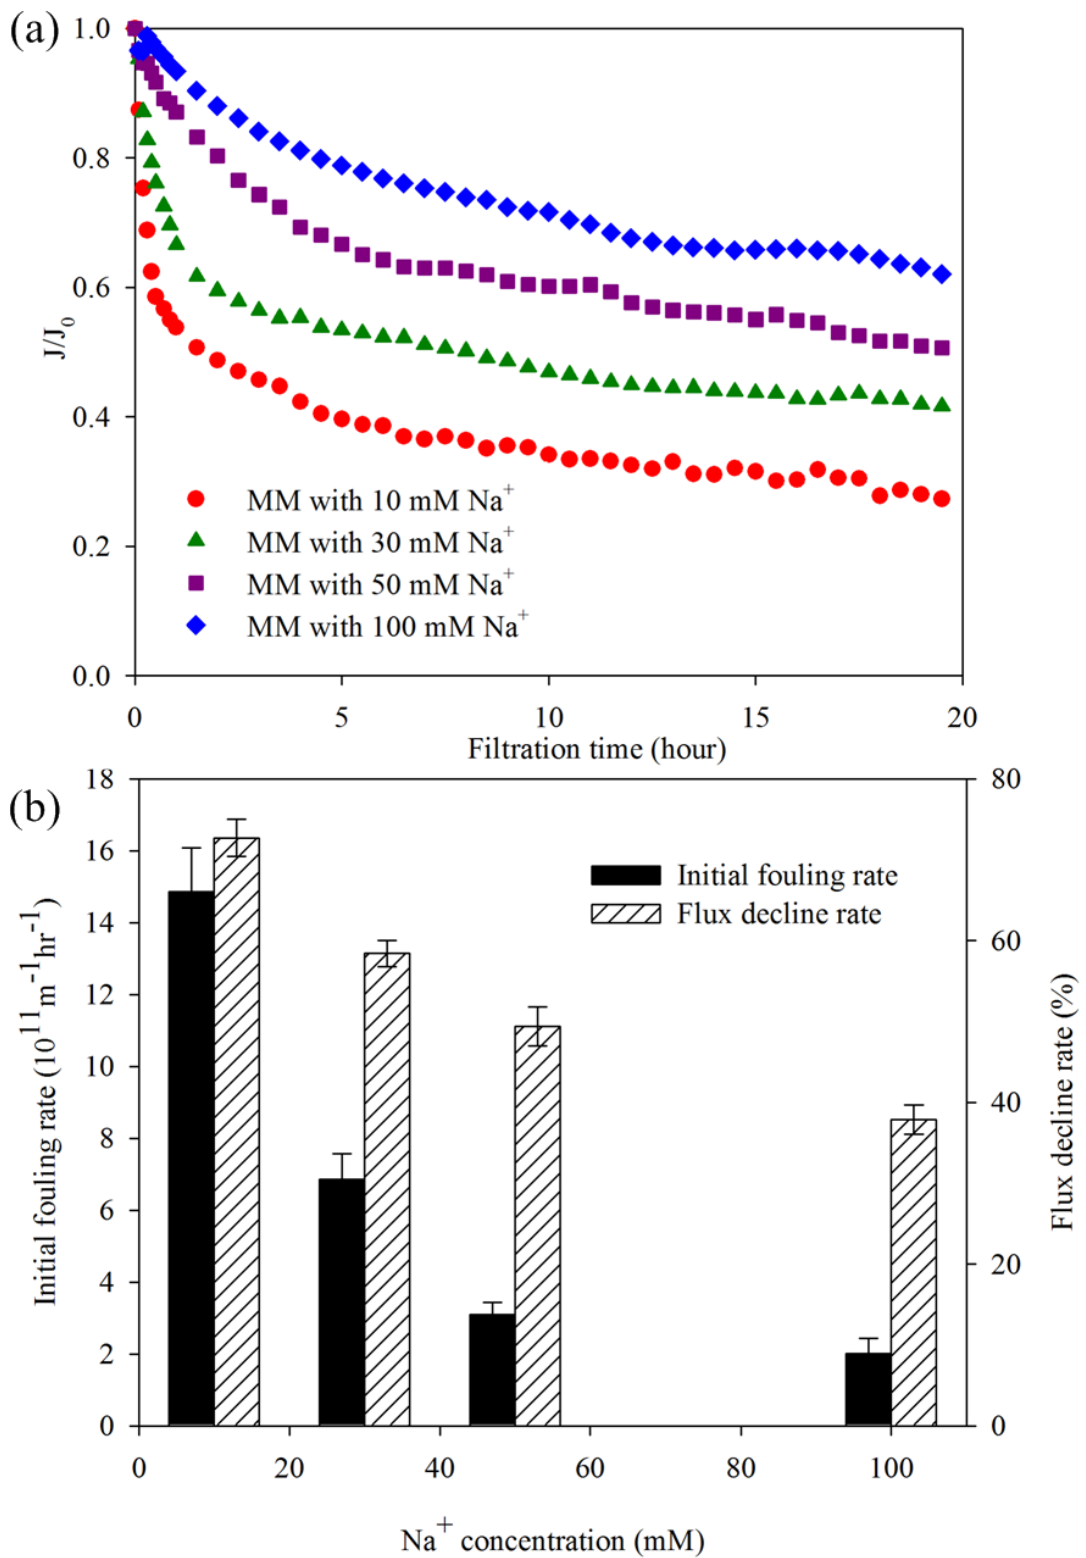 (a)
1.0
0.8
0.6
0.4
0.2
0.0
J/J0
MM with 10 mM Na+
MM with 30 mM Na+
MM with 50 mM Na+
MM with 100 mM Na+
0 5 10 15 20
Filtration time (hour)
(b)
18
16
14
12
10
8
6
4
2
0
Initial fouling rate (10^11m^-1hr^-1)
Initial fouling rate
Flux decline rate
80
60
40
20
0
Flux decline rate (%)
0 20 40 60 80 100
Na+ concentration (mM)